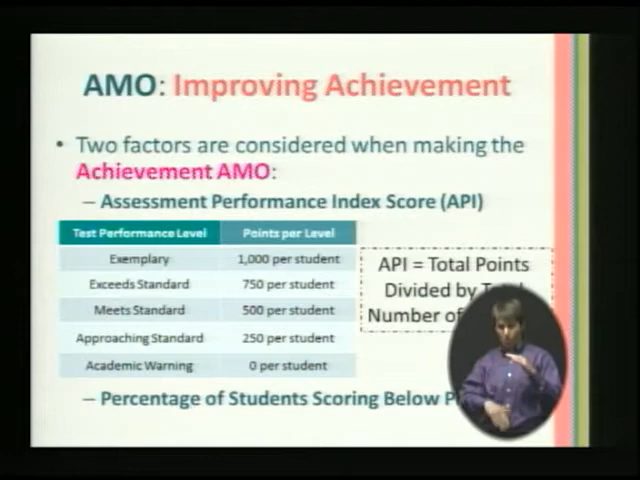 AMO: Improving Achievement
• Two factors are considered when making the
Achievement AMO:
– Assessment Performance Index Score (API)
Test Performance Level Points per Level
Exemplary 1,000 per student
Exceeds Standard 750 per student
Meets Standard 500 per student
Approaching Standard 250 per student
Academic Warning 0 per student
API = Total Points
Divided by
Number of
– Percentage of Students Scoring Below